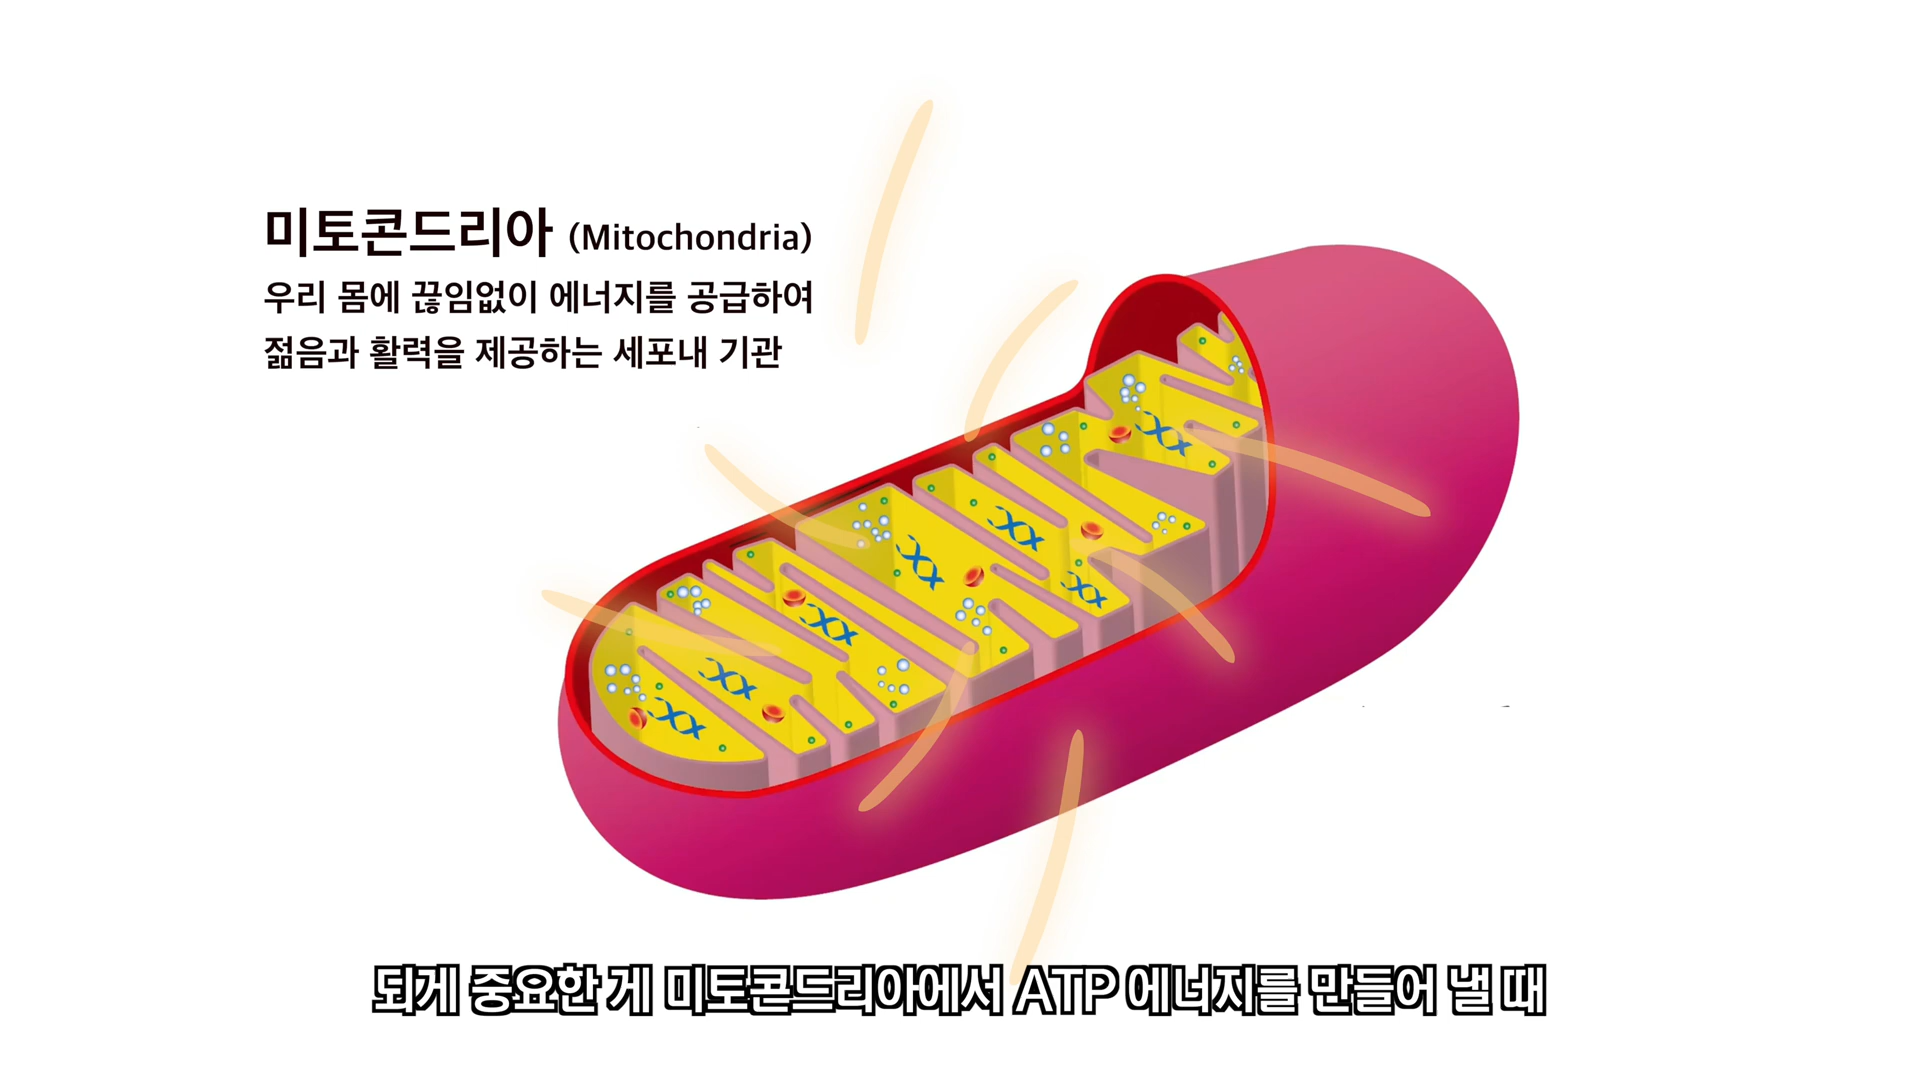 미토콘드리아 (Mitochondria)
우리 몸에 끊임없이 에너지를 공급하여
젊음과 활력을 제공하는 세포내 기관
되게 중요한 게 미토콘드리아에서 ATP 에너지를 만들어 낼 때